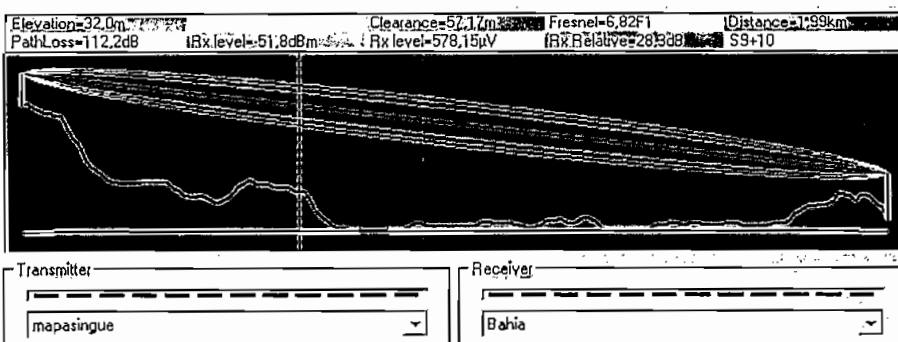 Elevation=32,0m Clearance=57,17m Fresnel=6,82F1 Distance=1,99km
PathLoss=112,2dB Rx level=-51,8dBm Rx level=578,15µV Rx Relative=28,3dB S9+10
Transmitter Receiver
mapasingue Bahia